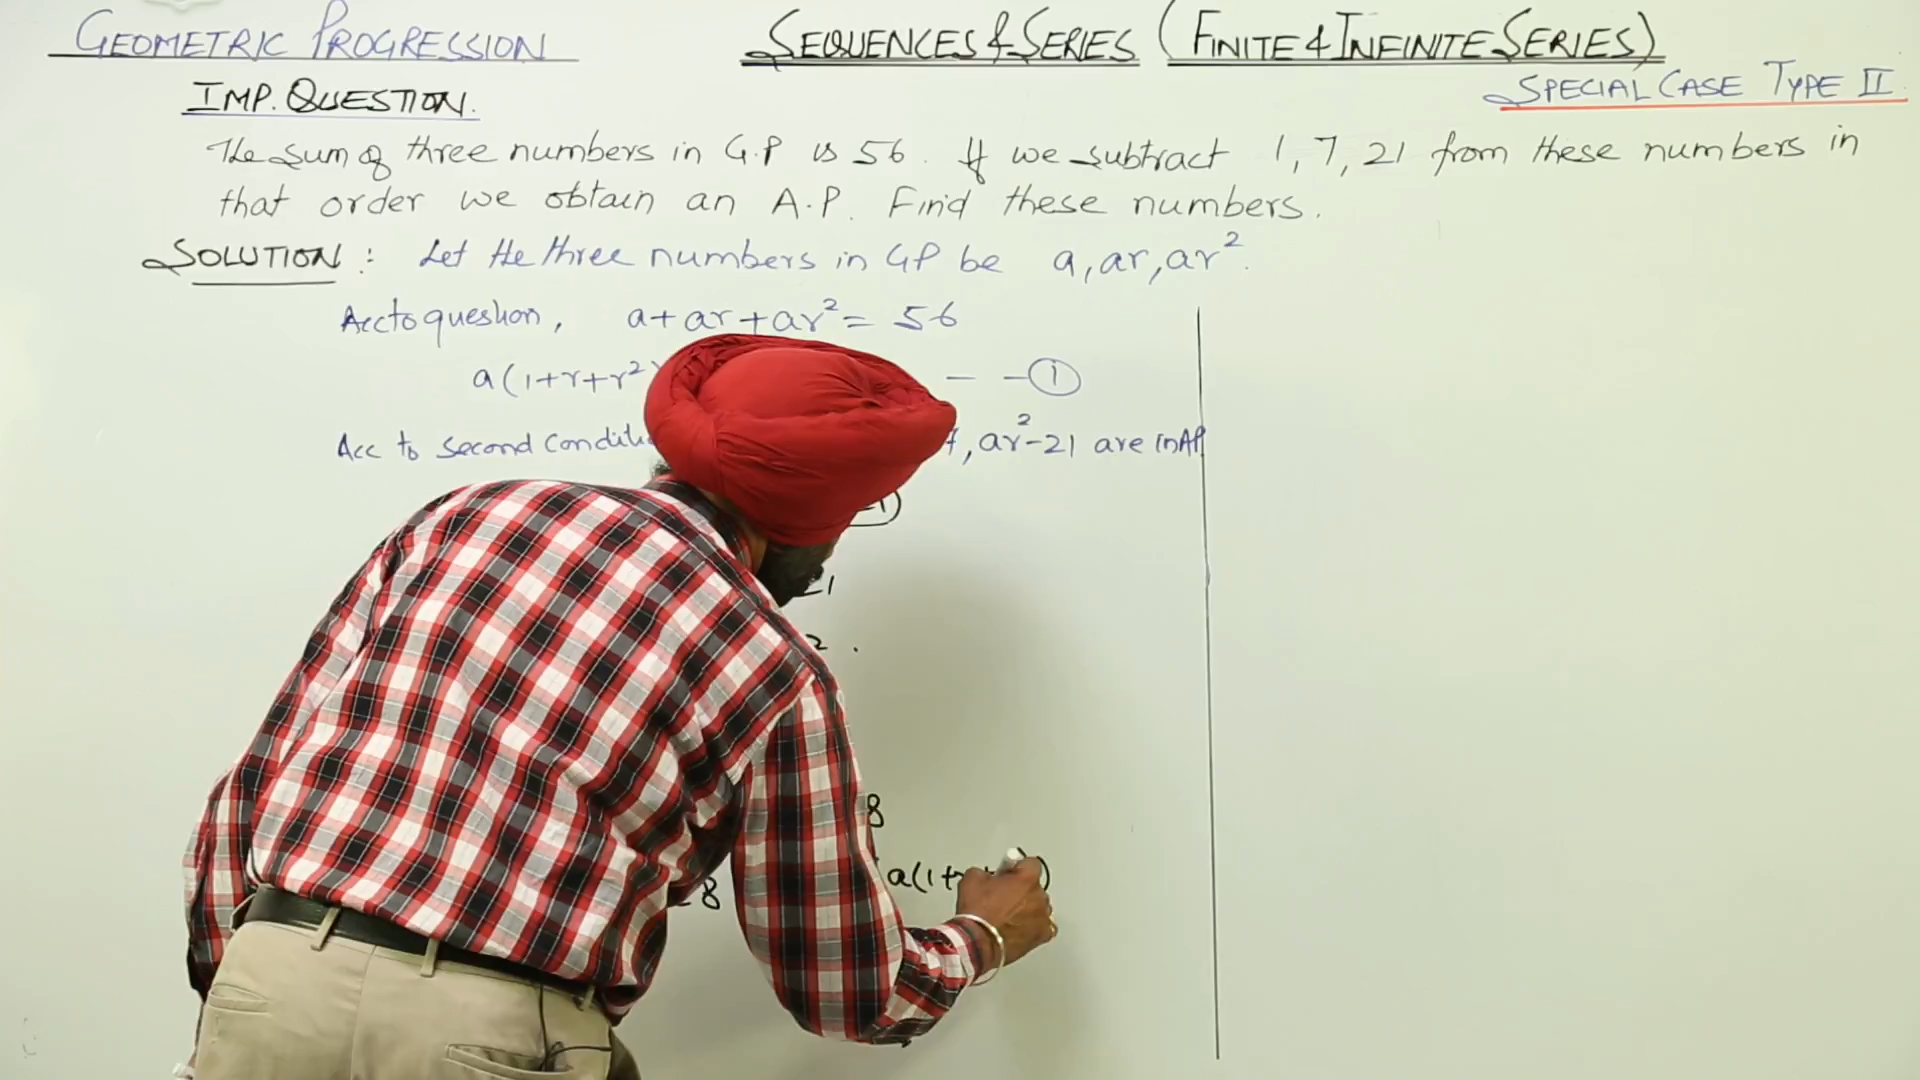 GEOMETRIC PROGRESSION
SEQUENCES & SERIES (FINITE & INFINITE SERIES)
SPECIAL CASE TYPE II
IMP. QUESTION.
The sum of three numbers in G.P is 56. If we subtract 1, 7, 21 from these numbers in
that order we obtain an A.P. Find these numbers.
SOLUTION: Let the three numbers in GP be a, ar, ar².
Acc to question, a+ar+ar² = 56
a(1+r+r² - - ①
Acc to second , ar²-21 are in AP
8
8 a(1+